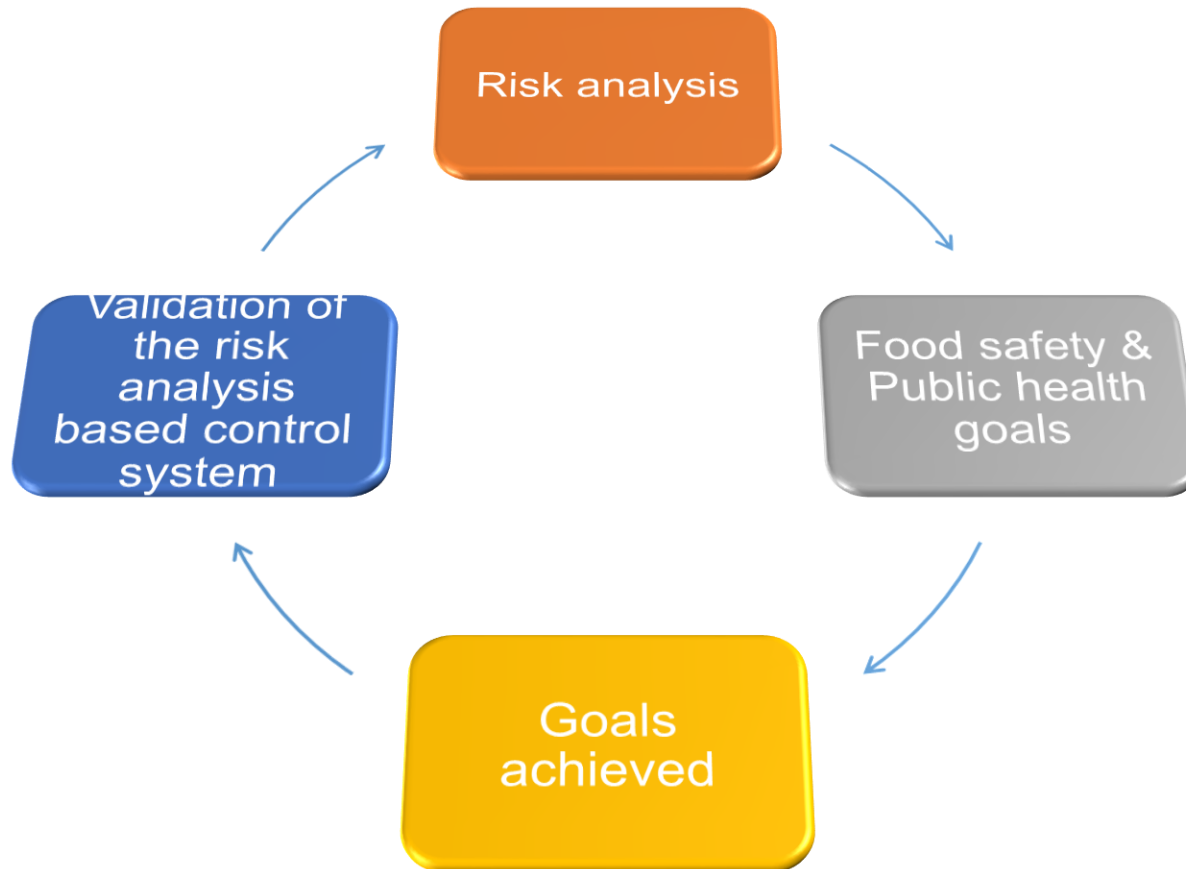 Risk analysis
Food safety &
Public health
goals
Goals
achieved
Validation of
the risk
analysis
based control
system